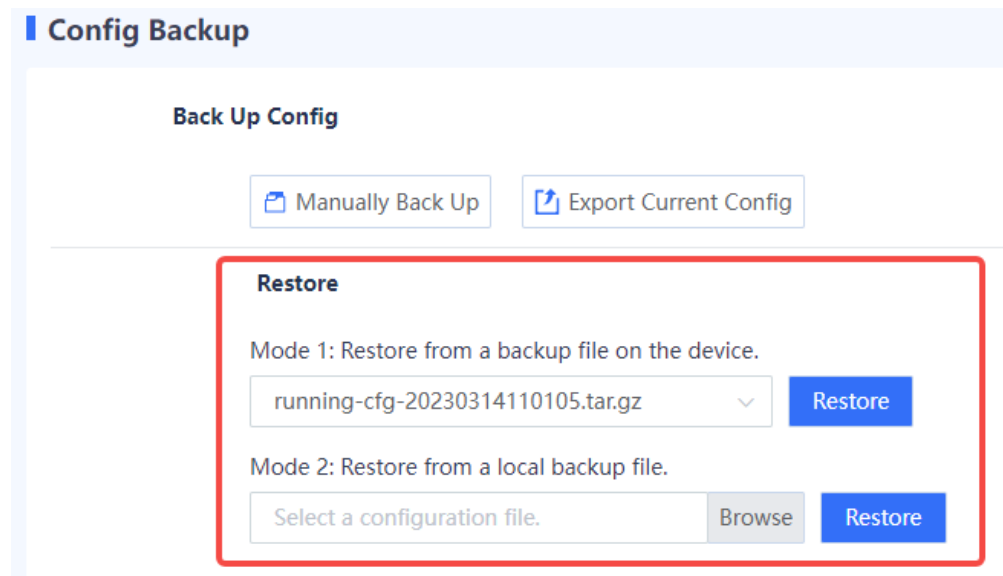 Config Backup
Back Up Config
Manually Back Up Export Current Config
Restore
Mode 1: Restore from a backup file on the device.
running-cfg-20230314110105.tar.gz Restore
Mode 2: Restore from a local backup file.
Select a configuration file. Browse Restore